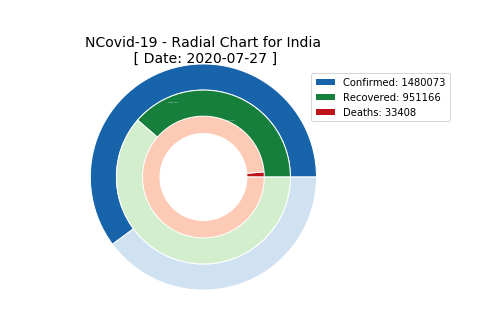 NCovid-19 - Radial Chart for India
[ Date: 2020-07-27 ]
Confirmed: 1480073
Recovered: 951166
Deaths: 33408